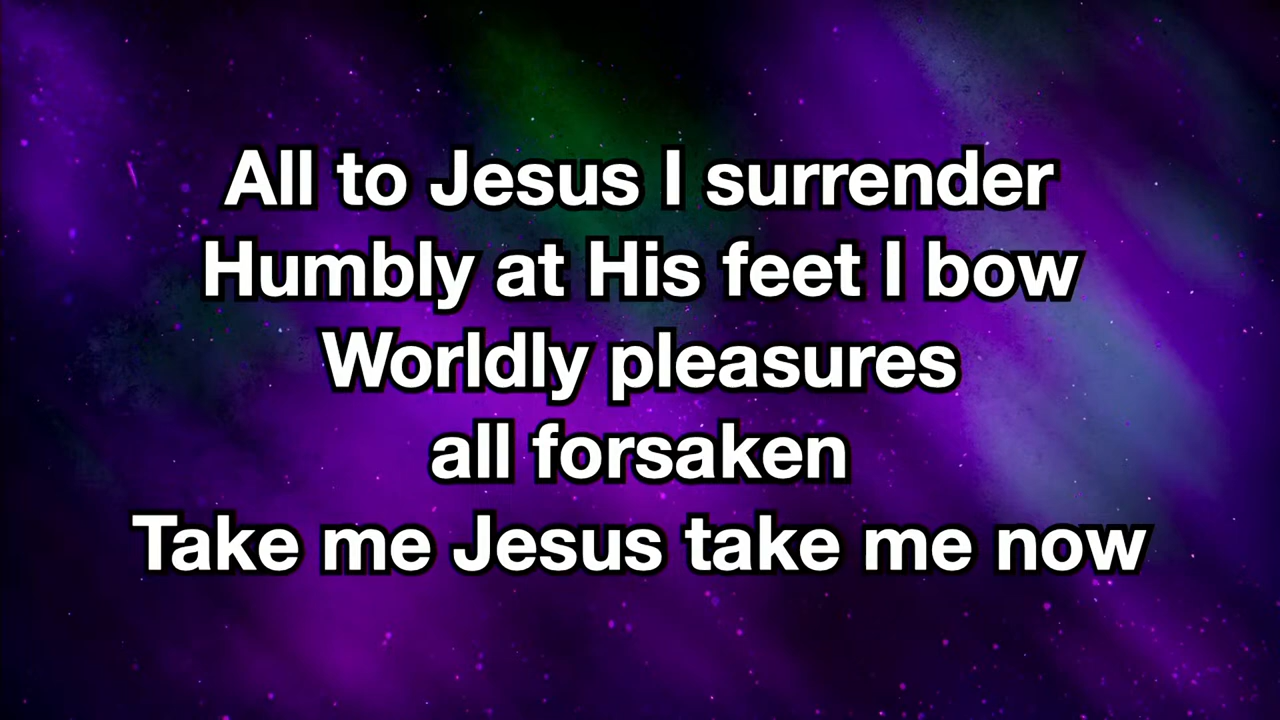 All to Jesus I surrender
Humbly at His feet I bow
Worldly pleasures
all forsaken
Take me Jesus take me now